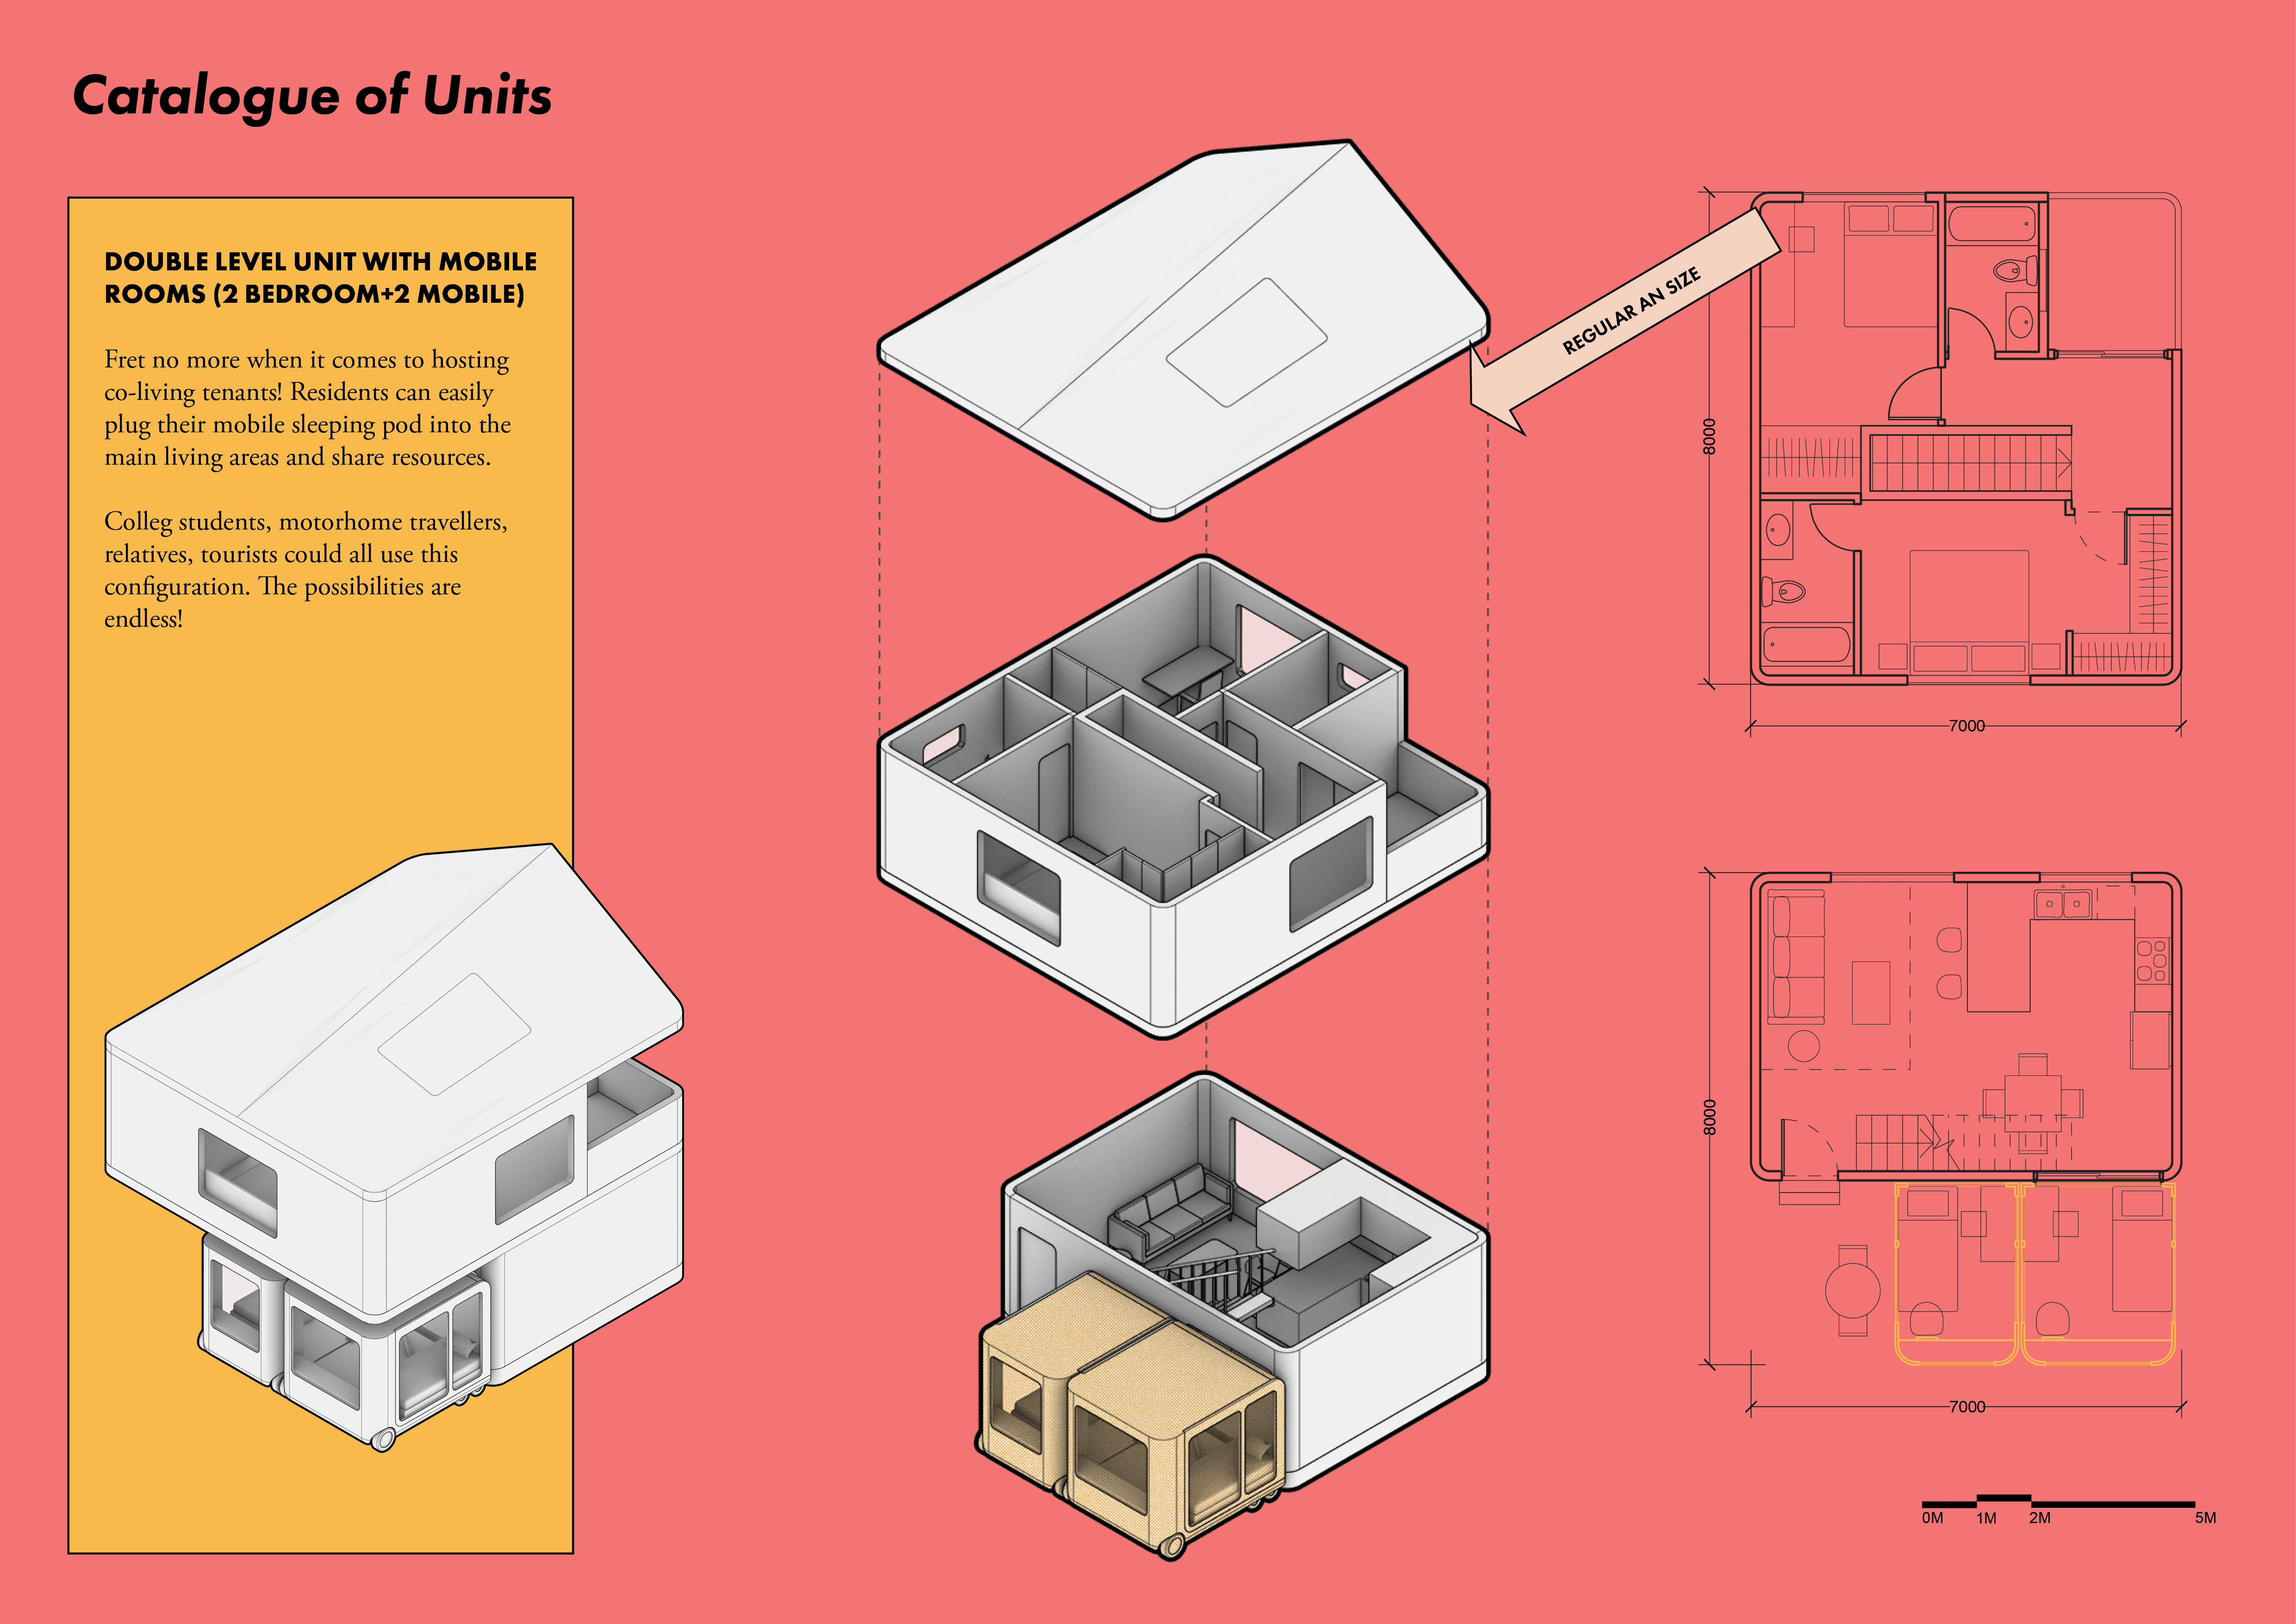 Catalogue of Units
DOUBLE LEVEL UNIT WITH MOBILE
ROOMS (2 BEDROOM+2 MOBILE)
Fret no more when it comes to hosting
co-living tenants! Residents can easily
plug their mobile sleeping pod into the
main living areas and share resources.
Colleg students, motorhome travellers,
relatives, tourists could all use this
configuration. The possibilities are
endless!
REGULAR AN SIZE
8000
7000
8000
7000
0M 1M 2M 5M